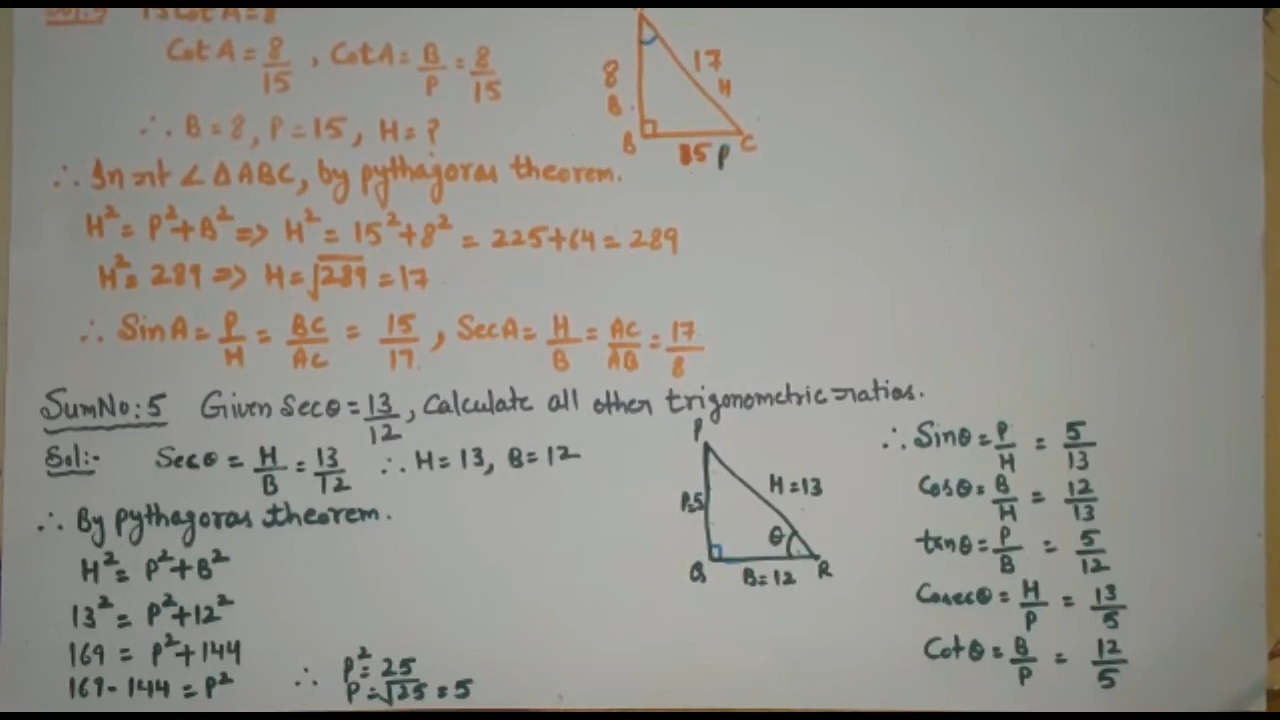 Sol:- 15 Cot A = 8
Cot A = 8/15 , Cot A = B/P = 8/15
∴ B = 8, P = 15, H = ?
8
B
17
H
B
15 P
C
∴ In rt ∠ ΔABC, by pythagoras theorem.
H² = P² + B² => H² = 15² + 8² = 225 + 64 = 289
H² = 289 => H = √289 = 17
∴ Sin A = P/H = BC/AC = 15/17 , Sec A = H/B = AC/AB = 17/8
Sum No: 5 Given Sec θ = 13/12, Calculate all other trigonometric ratios.
Sol:- Sec θ = H/B = 13/12 ∴ H = 13, B = 12
∴ By pythagoras theorem.
H² = P² + B²
13² = P² + 12²
169 = P² + 144
169 - 144 = P²
∴ P² = 25
P = √25 = 5
P
P=5
H = 13
θ
Q
B = 12
R
∴ Sin θ = P/H = 5/13
Cos θ = B/H = 12/13
tan θ = P/B = 5/12
Cosec θ = H/P = 13/5
Cot θ = B/P = 12/5